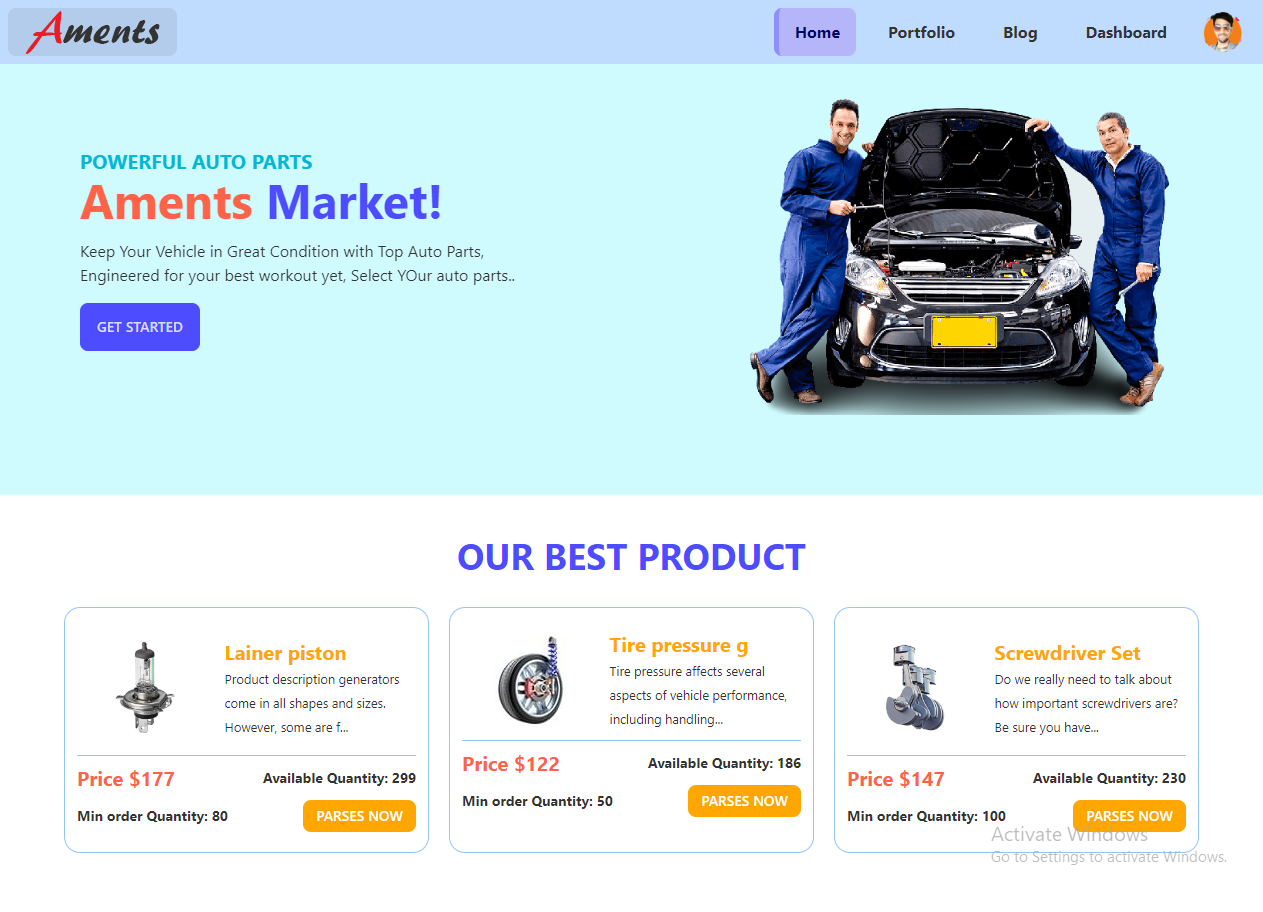 Aments
Home
Portfolio
Blog
Dashboard
POWERFUL AUTO PARTS
Aments Market!
Keep Your Vehicle in Great Condition with Top Auto Parts,
Engineered for your best workout yet, Select YOur auto parts..
GET STARTED
OUR BEST PRODUCT
Lainer piston
Product description generators
come in all shapes and sizes.
However, some are f...
Price $177
Available Quantity: 299
Min order Quantity: 80
PARSES NOW
Tire pressure g
Tire pressure affects several
aspects of vehicle performance,
including handling...
Price $122
Available Quantity: 186
Min order Quantity: 50
PARSES NOW
Screwdriver Set
Do we really need to talk about
how important screwdrivers are?
Be sure you have...
Price $147
Available Quantity: 230
Min order Quantity: 100
PARSES NOW
Activate Windows
Go to Settings to activate Windows.